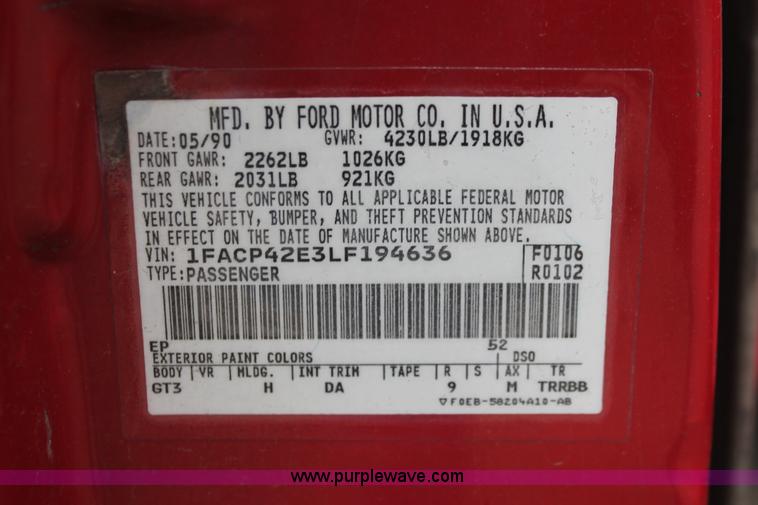 MFD. BY FORD MOTOR CO. IN U.S.A.
DATE: 05/90 GVWR: 4230LB/1918KG
FRONT GAWR: 2262LB 1026KG
REAR GAWR: 2031LB 921KG
THIS VEHICLE CONFORMS TO ALL APPLICABLE FEDERAL MOTOR
VEHICLE SAFETY, BUMPER, AND THEFT PREVENTION STANDARDS
IN EFFECT ON THE DATE OF MANUFACTURE SHOWN ABOVE.
VIN: 1FACP42E3LF194636 F0106
TYPE: PASSENGER R0102
EP 52
EXTERIOR PAINT COLORS DSO
BODY VR MLDG. INT TRIM TAPE R S AX TR
GT3 H DA 9 M TRRBB
F0EB-58204A10-AB
www.purplewave.com